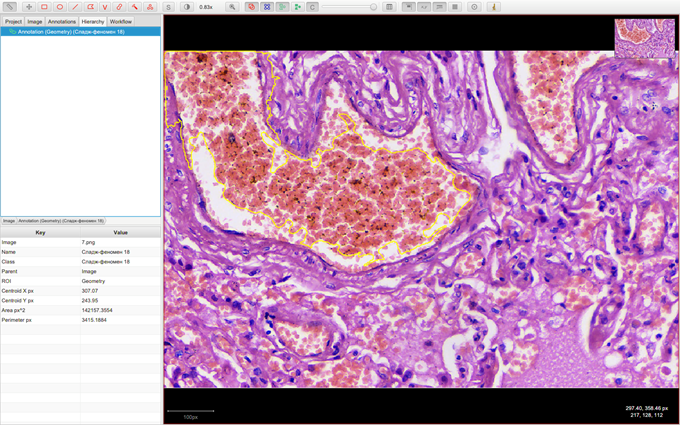 S 0.83x C
Project Image Annotations Hierarchy Workflow
Annotation (Geometry) (Сладж-феномен 18)
Image Annotation (Geometry) (Сладж-феномен 18)
Key Value
Image 7.png
Name Сладж-феномен 18
Class Сладж-феномен 18
Parent Image
ROI Geometry
Centroid X px 307.07
Centroid Y px 243.95
Area px^2 142157.3554
Perimeter px 3415.1884
100px
297.40, 358.46 px
217, 128, 112